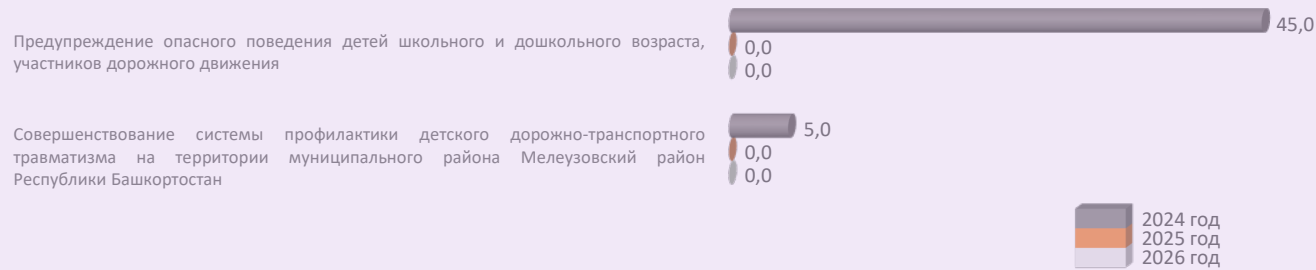 Предупреждение опасного поведения детей школьного и дошкольного возраста,
участников дорожного движения
45,0
0,0
0,0
Совершенствование системы профилактики детского дорожно-транспортного
травматизма на территории муниципального района Мелеузовский район
Республики Башкортостан
5,0
0,0
0,0
2024 год
2025 год
2026 год